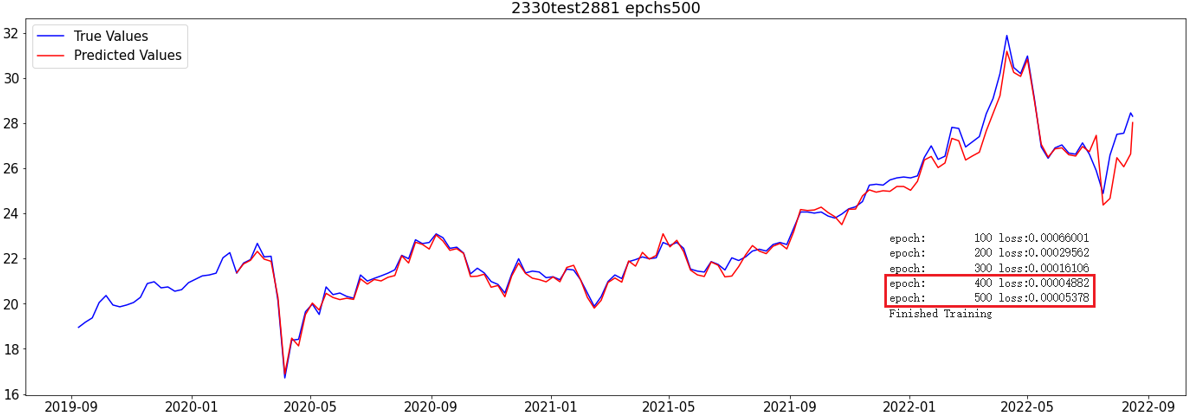 2330test2881 epchs500
True Values
Predicted Values
32
30
28
26
24
22
20
18
16
epoch: 100 loss:0.00066001
epoch: 200 loss:0.00029562
epoch: 300 loss:0.00016106
epoch: 400 loss:0.00004882
epoch: 500 loss:0.00005378
Finished Training
2019-09 2020-01 2020-05 2020-09 2021-01 2021-05 2021-09 2022-01 2022-05 2022-09